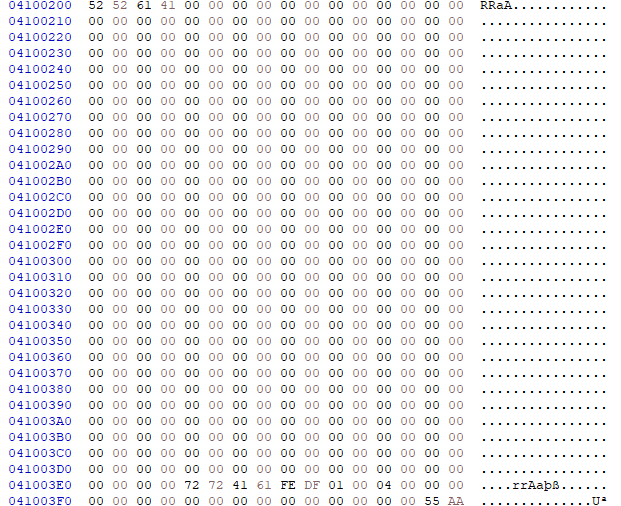 04100200 52 52 61 41 00 00 00 00 00 00 00 00 00 00 00 00 RRaA............
04100210 00 00 00 00 00 00 00 00 00 00 00 00 00 00 00 00 ................
04100220 00 00 00 00 00 00 00 00 00 00 00 00 00 00 00 00 ................
04100230 00 00 00 00 00 00 00 00 00 00 00 00 00 00 00 00 ................
04100240 00 00 00 00 00 00 00 00 00 00 00 00 00 00 00 00 ................
04100250 00 00 00 00 00 00 00 00 00 00 00 00 00 00 00 00 ................
04100260 00 00 00 00 00 00 00 00 00 00 00 00 00 00 00 00 ................
04100270 00 00 00 00 00 00 00 00 00 00 00 00 00 00 00 00 ................
04100280 00 00 00 00 00 00 00 00 00 00 00 00 00 00 00 00 ................
04100290 00 00 00 00 00 00 00 00 00 00 00 00 00 00 00 00 ................
041002A0 00 00 00 00 00 00 00 00 00 00 00 00 00 00 00 00 ................
041002B0 00 00 00 00 00 00 00 00 00 00 00 00 00 00 00 00 ................
041002C0 00 00 00 00 00 00 00 00 00 00 00 00 00 00 00 00 ................
041002D0 00 00 00 00 00 00 00 00 00 00 00 00 00 00 00 00 ................
041002E0 00 00 00 00 00 00 00 00 00 00 00 00 00 00 00 00 ................
041002F0 00 00 00 00 00 00 00 00 00 00 00 00 00 00 00 00 ................
04100300 00 00 00 00 00 00 00 00 00 00 00 00 00 00 00 00 ................
04100310 00 00 00 00 00 00 00 00 00 00 00 00 00 00 00 00 ................
04100320 00 00 00 00 00 00 00 00 00 00 00 00 00 00 00 00 ................
04100330 00 00 00 00 00 00 00 00 00 00 00 00 00 00 00 00 ................
04100340 00 00 00 00 00 00 00 00 00 00 00 00 00 00 00 00 ................
04100350 00 00 00 00 00 00 00 00 00 00 00 00 00 00 00 00 ................
04100360 00 00 00 00 00 00 00 00 00 00 00 00 00 00 00 00 ................
04100370 00 00 00 00 00 00 00 00 00 00 00 00 00 00 00 00 ................
04100380 00 00 00 00 00 00 00 00 00 00 00 00 00 00 00 00 ................
04100390 00 00 00 00 00 00 00 00 00 00 00 00 00 00 00 00 ................
041003A0 00 00 00 00 00 00 00 00 00 00 00 00 00 00 00 00 ................
041003B0 00 00 00 00 00 00 00 00 00 00 00 00 00 00 00 00 ................
041003C0 00 00 00 00 00 00 00 00 00 00 00 00 00 00 00 00 ................
041003D0 00 00 00 00 00 00 00 00 00 00 00 00 00 00 00 00 ................
041003E0 00 00 00 00 72 72 41 61 FE DF 01 00 04 00 00 00 ....rrAaþß......
041003F0 00 00 00 00 00 00 00 00 00 00 00 00 00 00 55 AA ..............Uª